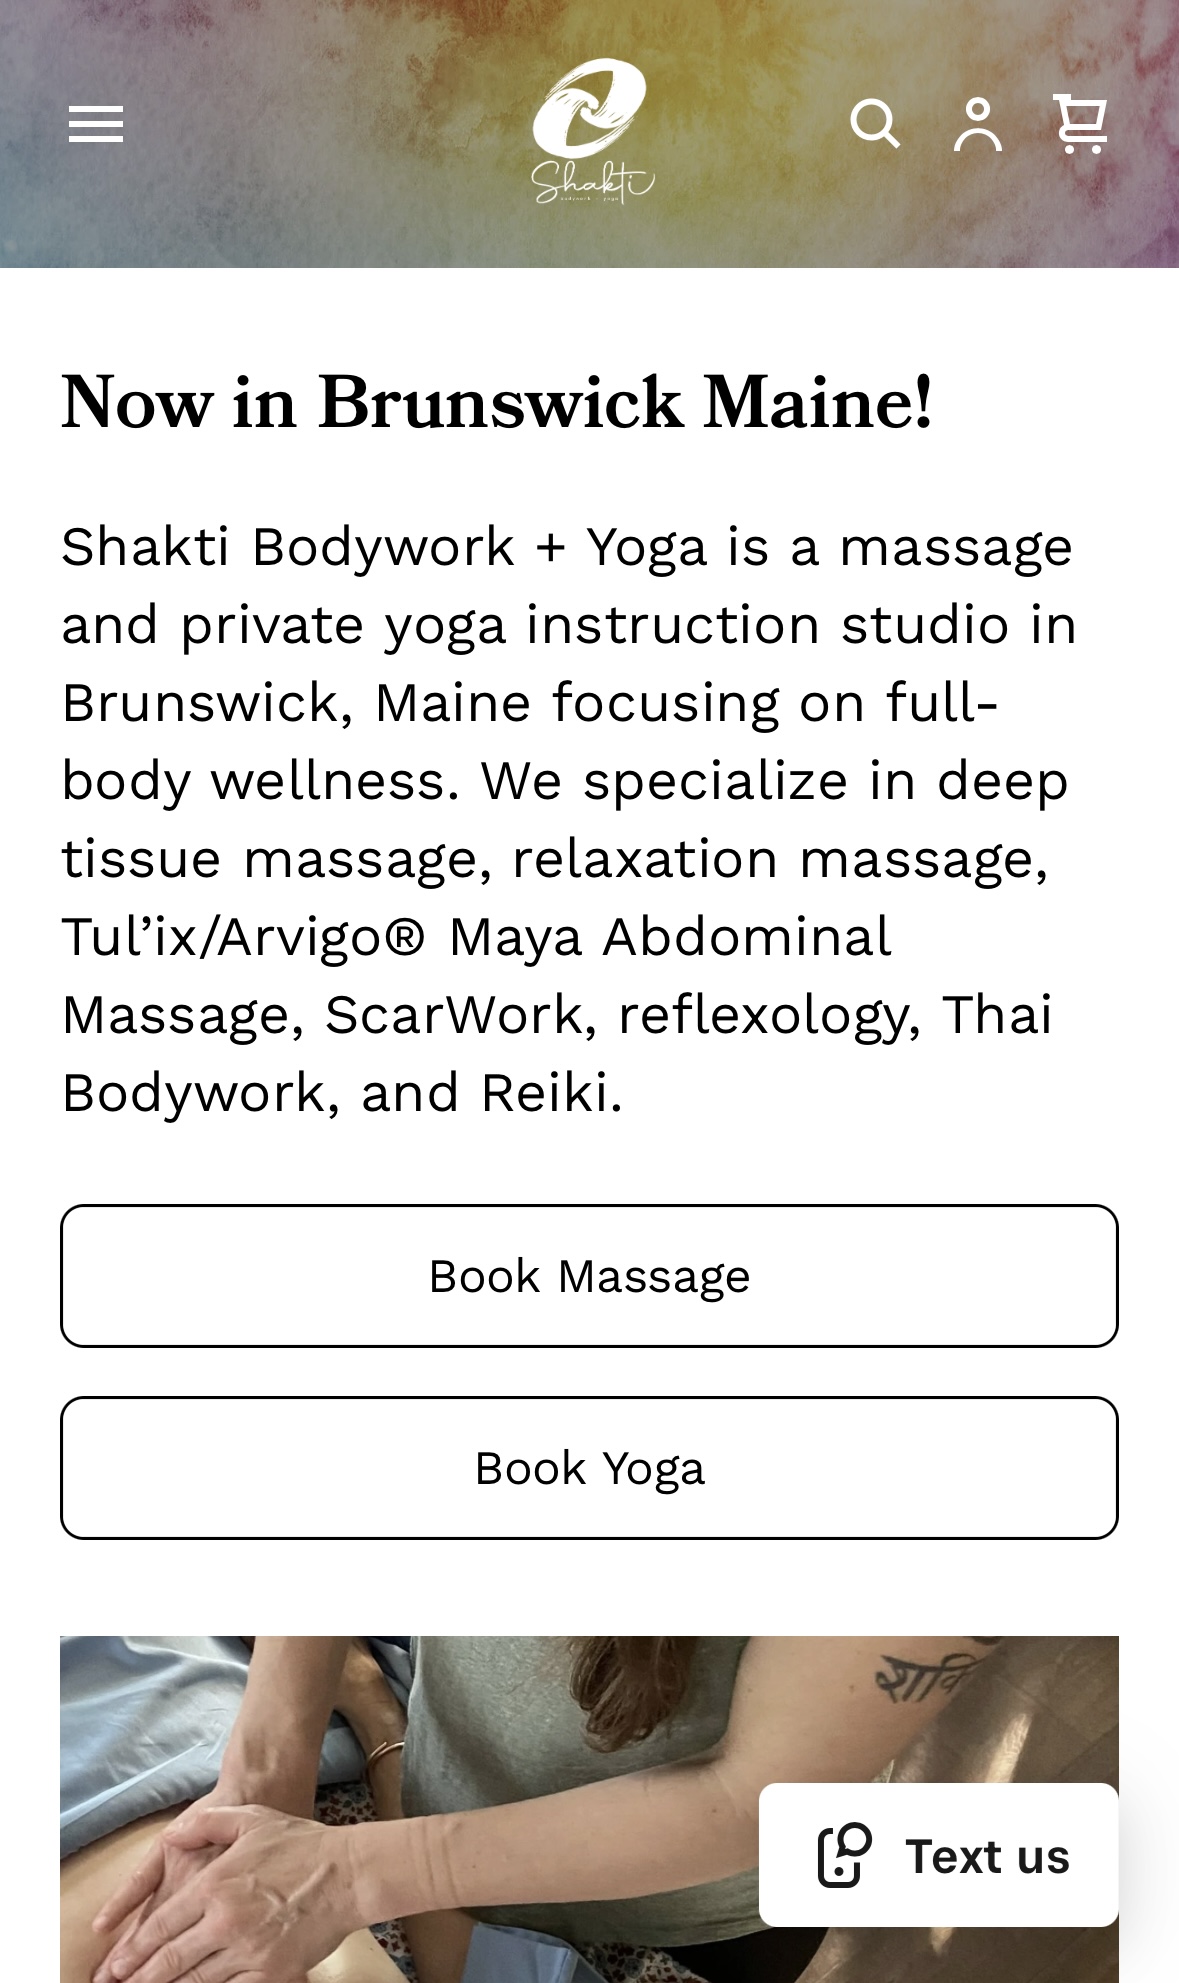 Shakti
bodywork + yoga
Now in Brunswick Maine!
Shakti Bodywork + Yoga is a massage
and private yoga instruction studio in
Brunswick, Maine focusing on full-
body wellness. We specialize in deep
tissue massage, relaxation massage,
Tul’ix/Arvigo® Maya Abdominal
Massage, ScarWork, reflexology, Thai
Bodywork, and Reiki.
Book Massage
Book Yoga
Text us